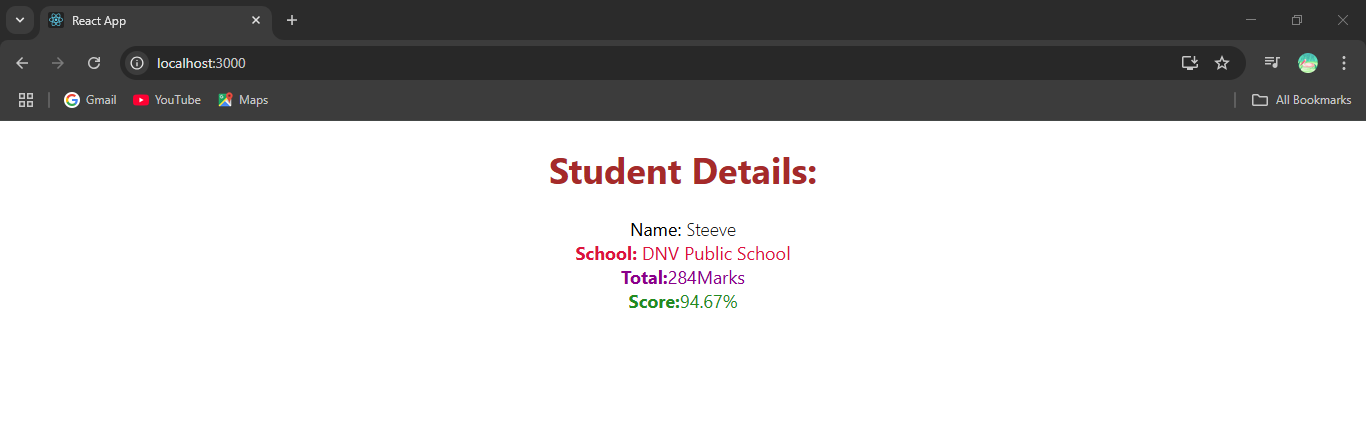 React App
localhost:3000
Gmail YouTube Maps All Bookmarks
Student Details:
Name: Steeve
School: DNV Public School
Total:284Marks
Score:94.67%